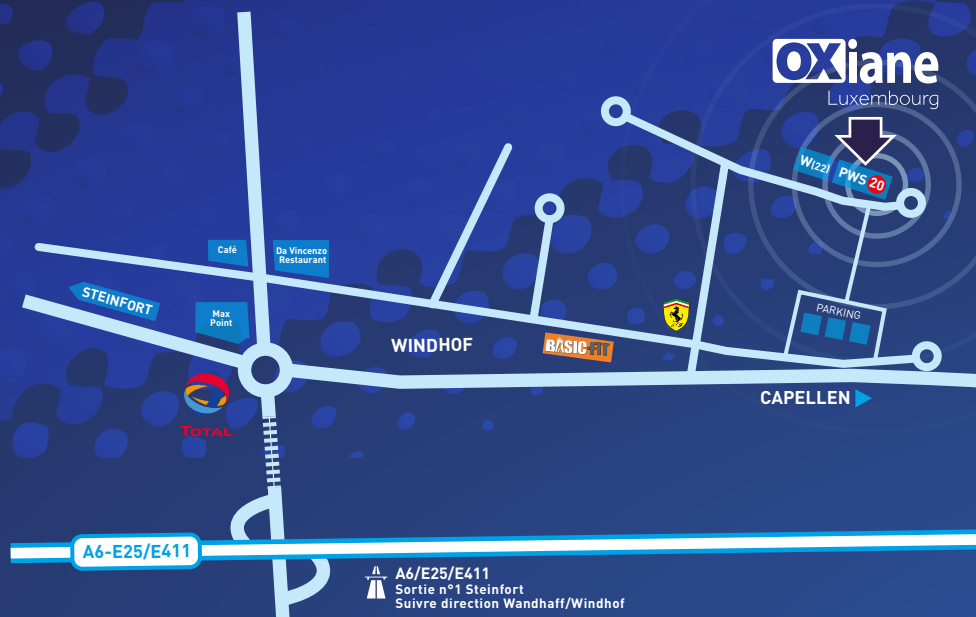 OXiane
Luxembourg
W(22)
PWS 20
Café
Da Vincenzo
Restaurant
STEINFORT
Max
Point
PARKING
WINDHOF
BASIC-FIT
CAPELLEN
TOTAL
A6-E25/E411
A6/E25/E411
Sortie n°1 Steinfort
Suivre direction Wandhaff/Windhof